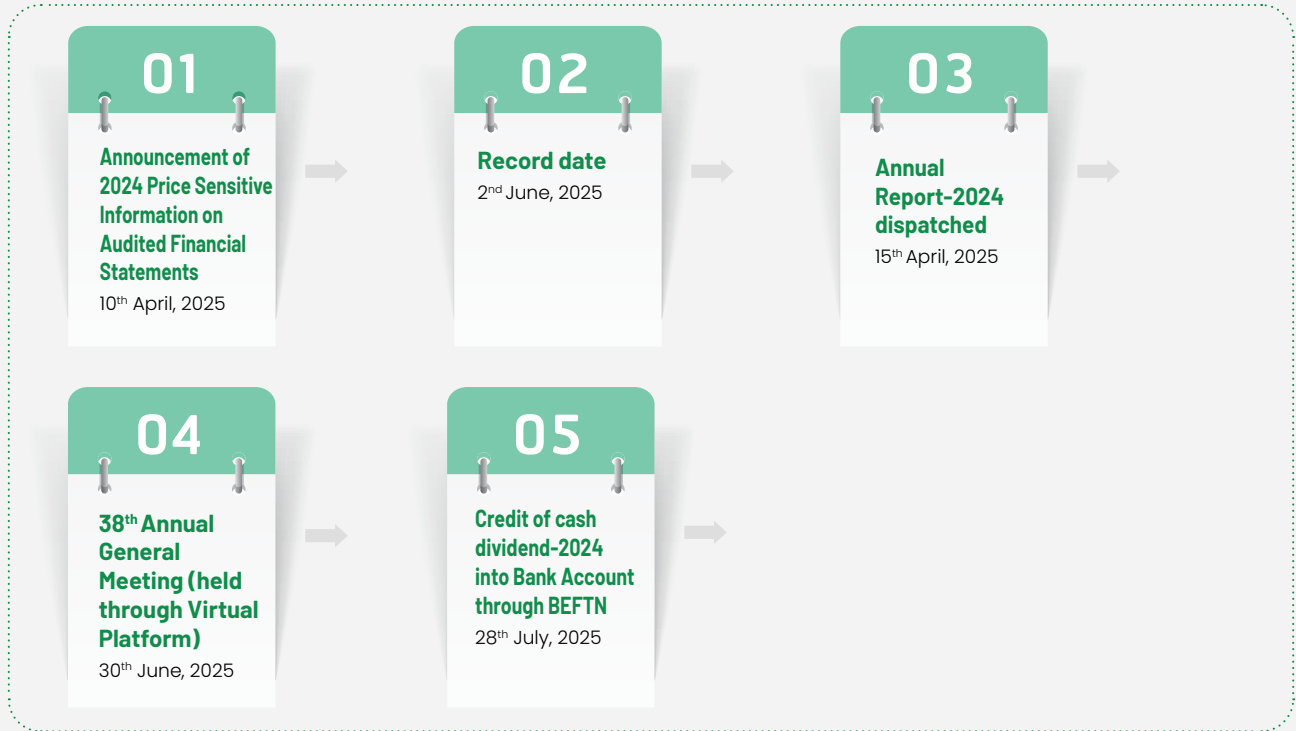 01
Announcement of
2024 Price Sensitive
Information on
Audited Financial
Statements
10th April, 2025
02
Record date
2nd June, 2025
03
Annual
Report-2024
dispatched
15th April, 2025
04
38th Annual
General
Meeting (held
through Virtual
Platform)
30th June, 2025
05
Credit of cash
dividend-2024
into Bank Account
through BEFTN
28th July, 2025